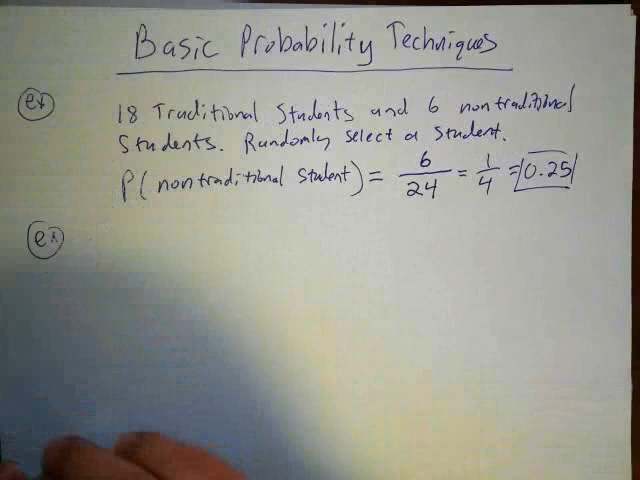 Basic Probability Techniques
ex
18 Traditional Students and 6 nontraditional
Students. Randomly select a student.
P(nontraditional student) = 6/24 = 1/4 = 0.25
ex